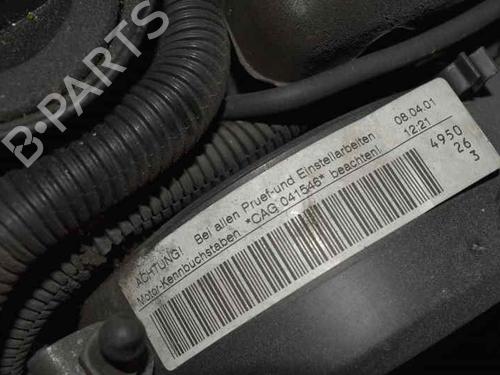 B-PARTS
ACHTUNG! Bei allen Pruef-und Einstellarbeiten 08.04.01
Motor-Kennbuchstaben *CAG 041546* beachten! 12:21
4950
26
3